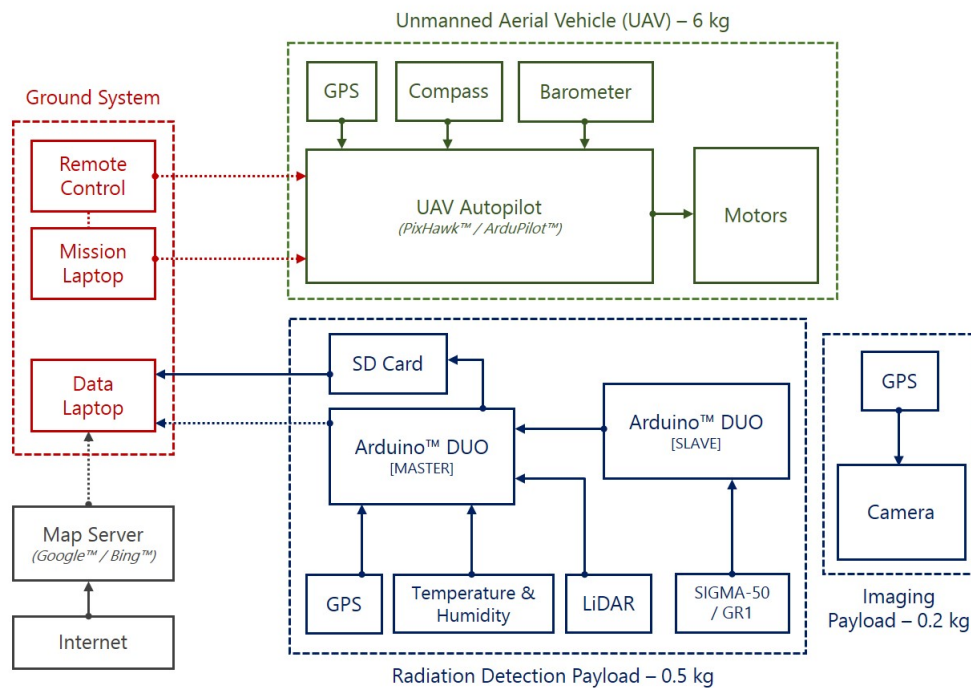 Unmanned Aerial Vehicle (UAV) – 6 kg
GPS
Compass
Barometer
UAV Autopilot
(PixHawk™ / ArduPilot™)
Motors
Ground System
Remote
Control
Mission
Laptop
Data
Laptop
Map Server
(Google™ / Bing™)
Internet
SD Card
Arduino™ DUO
[MASTER]
Arduino™ DUO
[SLAVE]
GPS
Temperature &
Humidity
LiDAR
SIGMA-50
/ GR1
Radiation Detection Payload – 0.5 kg
GPS
Camera
Imaging
Payload – 0.2 kg